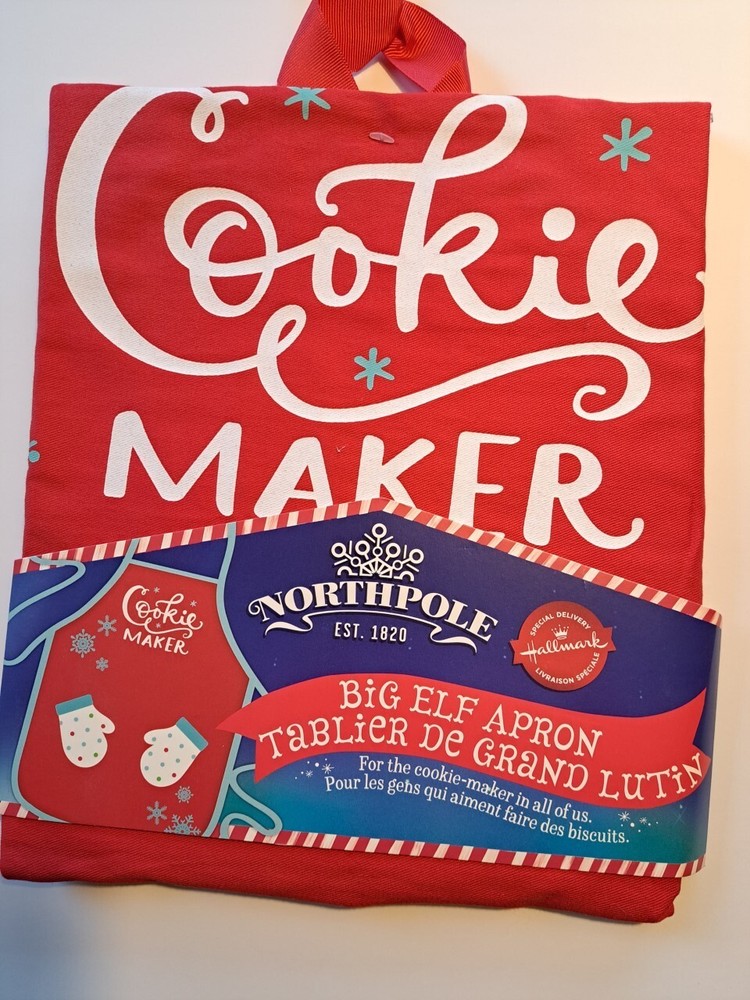 Cookie
MAKER
Cookie
MAKER
NORTHPOLE
EST. 1820
SPECIAL DELIVERY
Hallmark
LIVRAISON SPÉCIALE
BiG ELF APRON
TABLiER DE GRAND LUTiN
For the cookie-maker in all of us.
Pour les gens qui aiment faire des biscuits.